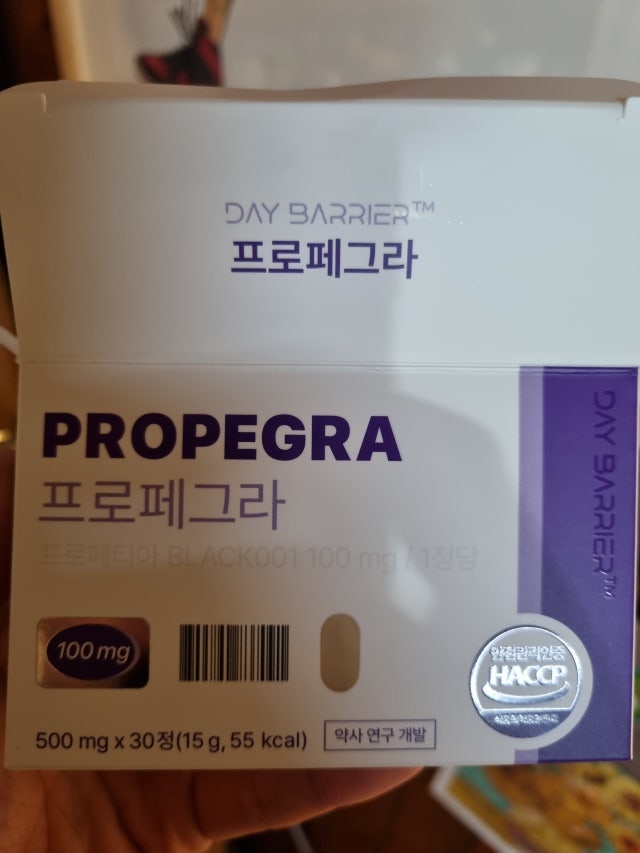 DAY BARRIER™
프로페그라
PROPEGRA
프로페그라
프로페티아 BLACK001 100 mg / 1정당
DAY BARRIER™
100 mg
안전관리인증
HACCP
500 mg x 30정(15 g, 55 kcal)
약사 연구 개발